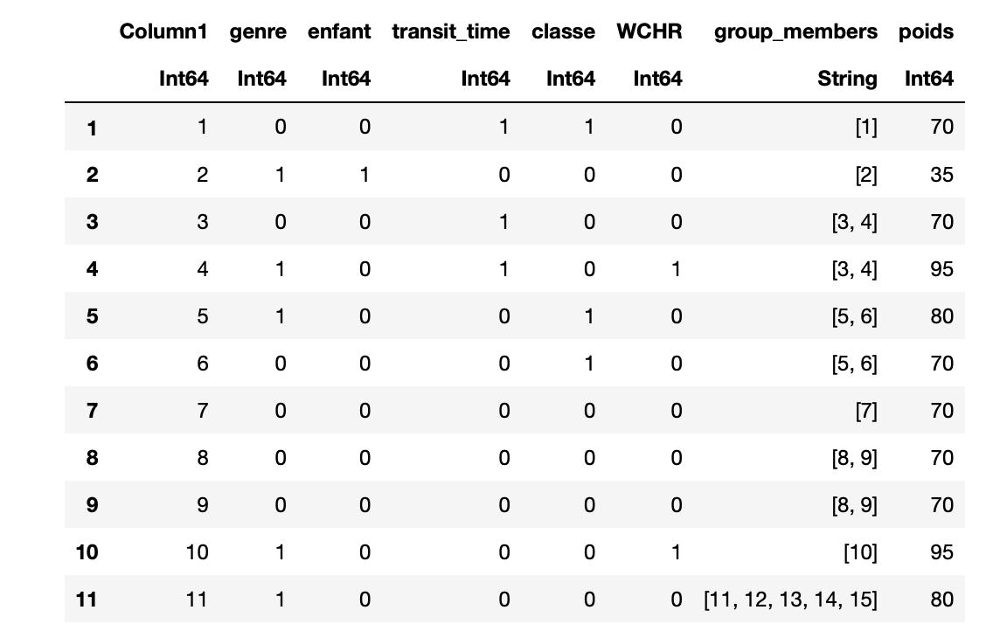 Column1 genre enfant transit_time classe WCHR group_members poids
Int64 Int64 Int64 Int64 Int64 Int64 String Int64
1 1 0 0 1 1 0 [1] 70
2 2 1 1 0 0 0 [2] 35
3 3 0 0 1 0 0 [3, 4] 70
4 4 1 0 1 0 1 [3, 4] 95
5 5 1 0 0 1 0 [5, 6] 80
6 6 0 0 0 1 0 [5, 6] 70
7 7 0 0 0 0 0 [7] 70
8 8 0 0 0 0 0 [8, 9] 70
9 9 0 0 0 0 0 [8, 9] 70
10 10 1 0 0 0 1 [10] 95
11 11 1 0 0 0 0 [11, 12, 13, 14, 15] 80